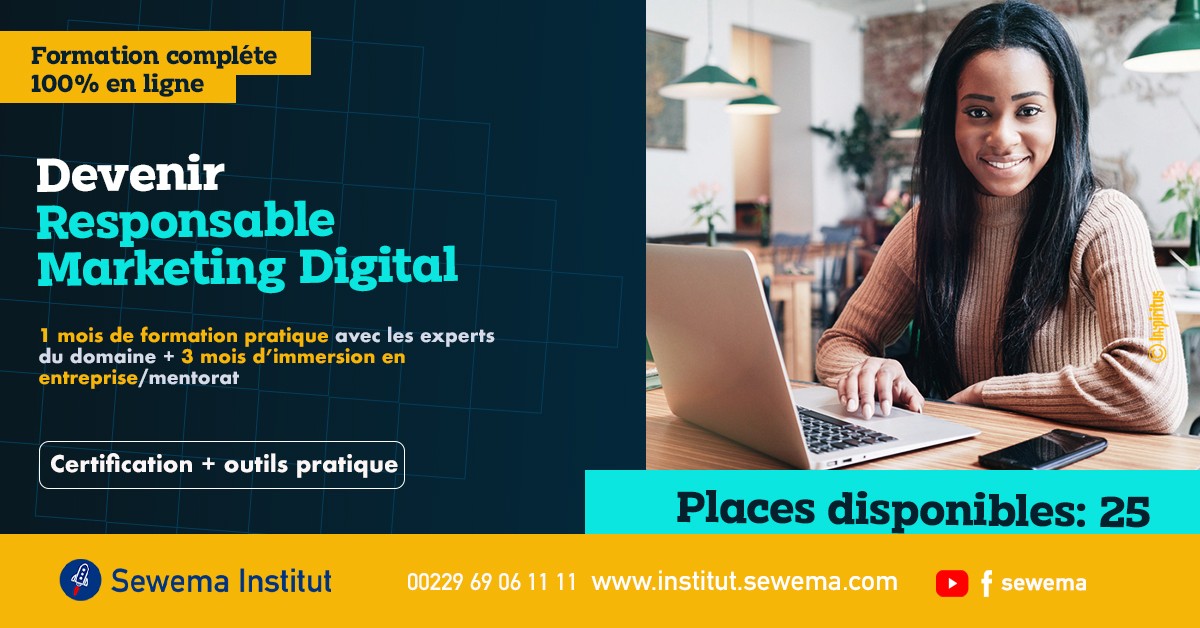 Formation compléte
100% en ligne
Devenir
Responsable
Marketing Digital
1 mois de formation pratique avec les experts
du domaine + 3 mois d’immersion en
entreprise/mentorat
Certification + outils pratique
© Inspiritus
Places disponibles: 25
Sewema Institut
00229 69 06 11 11
www.institut.sewema.com
sewema